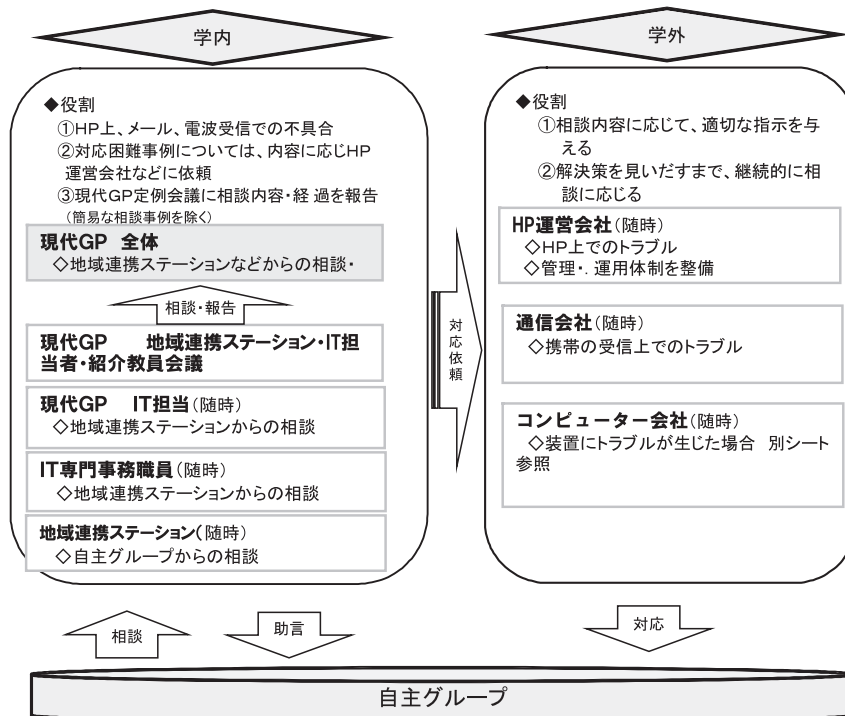 学内
◆役割
①HP上、メール、電波受信での不具合
②対応困難事例については、内容に応じHP
運営会社などに依頼
③現代GP定例会議に相談内容・経 過を報告
(簡易な相談事例を除く)
現代GP 全体
◇地域連携ステーションなどからの相談・
相談・報告
現代GP 地域連携ステーション・IT担
当者・紹介教員会議
現代GP IT担当(随時)
◇地域連携ステーションからの相談
IT専門事務職員(随時)
◇地域連携ステーションからの相談
地域連携ステーション(随時)
◇自主グループからの相談
対応依頼
学外
◆役割
①相談内容に応じて、適切な指示を与
える
②解決策を見いだすまで、継続的に相
談に応じる
HP運営会社(随時)
◇HP上でのトラブル
◇管理・. 運用体制を整備
通信会社(随時)
◇携帯の受信上でのトラブル
コンピューター会社(随時)
◇装置にトラブルが生じた場合 別シート
参照
相談
助言
対応
自主グループ